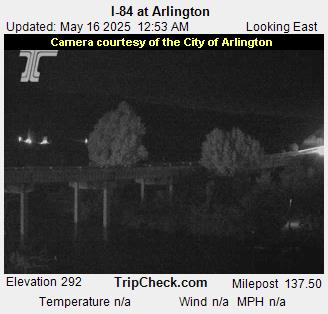 I-84 at Arlington
Updated: May 16 2025 12:53 AM Looking East
Camera courtesy of the City of Arlington
Elevation 292 TripCheck.com Milepost 137.50
Temperature n/a Wind n/a MPH n/a